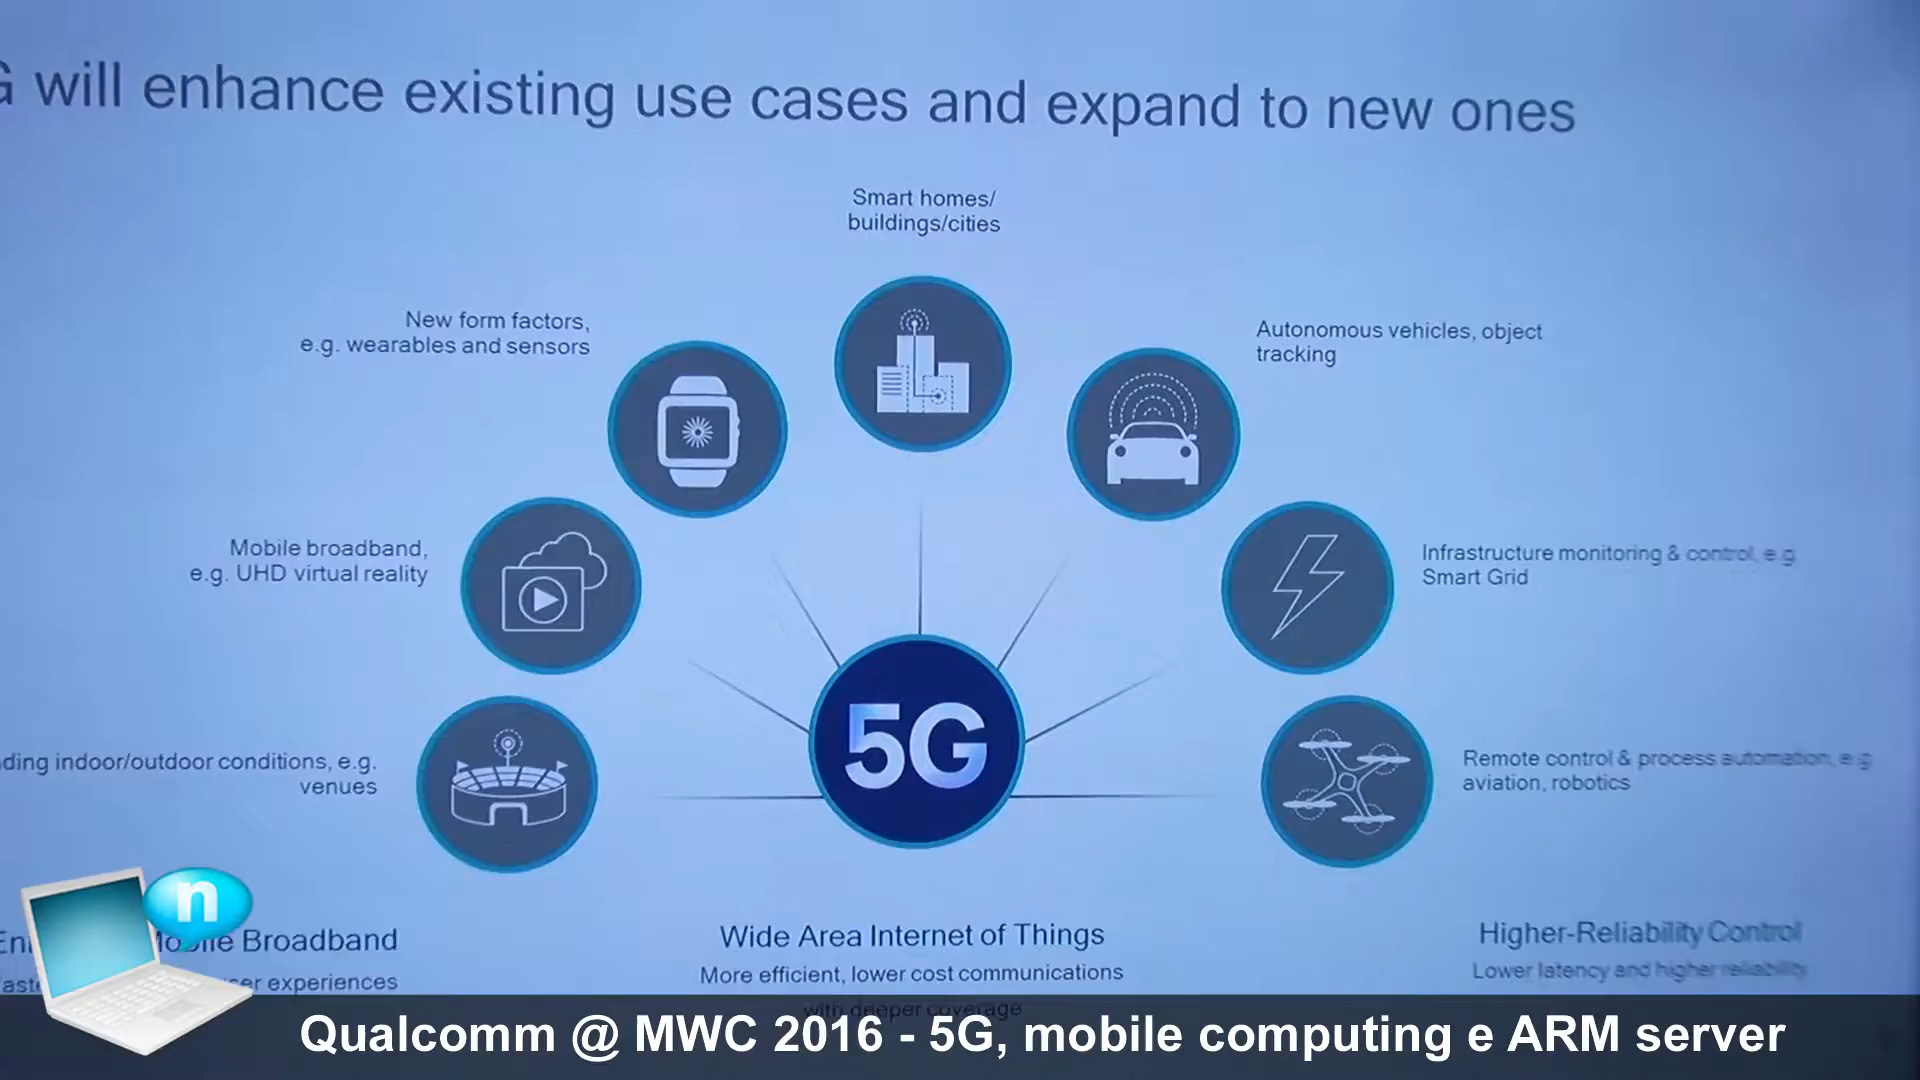 will enhance existing use cases and expand to new ones
Smart homes/
buildings/cities
New form factors,
e.g. wearables and sensors
Autonomous vehicles, object
tracking
Mobile broadband,
e.g. UHD virtual reality
Infrastructure monitoring & control, e.g.
Smart Grid
indoor/outdoor conditions, e.g.
venues
5G
Remote control & process automation, e.g
aviation, robotics
n
Broadband
experiences
Wide Area Internet of Things
More efficient, lower cost communications
with deeper coverage
Higher-Reliability Control
Lower latency and higher reliability
Qualcomm @ MWC 2016 - 5G, mobile computing e ARM server